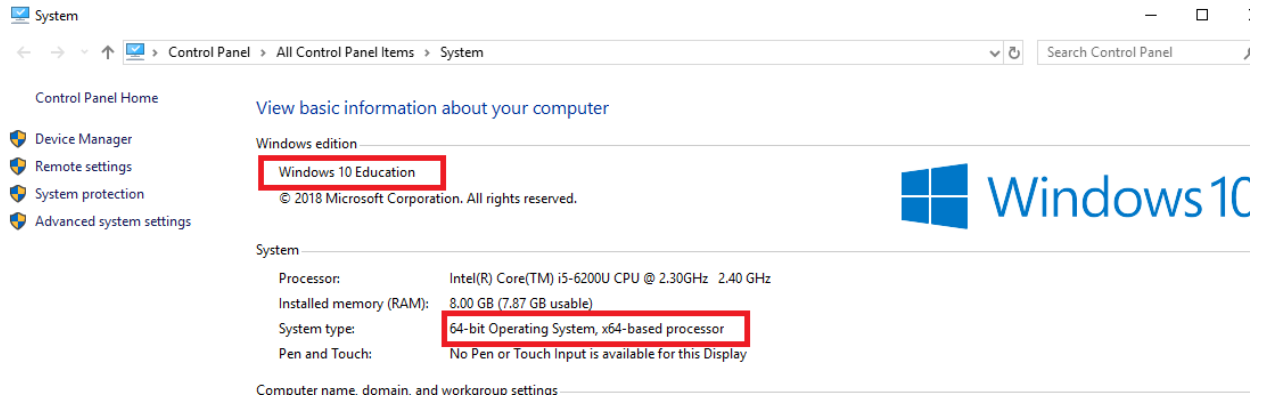 System
Control Panel > All Control Panel Items > System
Search Control Panel
Control Panel Home
Device Manager
Remote settings
System protection
Advanced system settings
View basic information about your computer
Windows edition
Windows 10 Education
© 2018 Microsoft Corporation. All rights reserved.
Windows 10
System
Processor: Intel(R) Core(TM) i5-6200U CPU @ 2.30GHz 2.40 GHz
Installed memory (RAM): 8.00 GB (7.87 GB usable)
System type: 64-bit Operating System, x64-based processor
Pen and Touch: No Pen or Touch Input is available for this Display
Computer name, domain, and workgroup settings